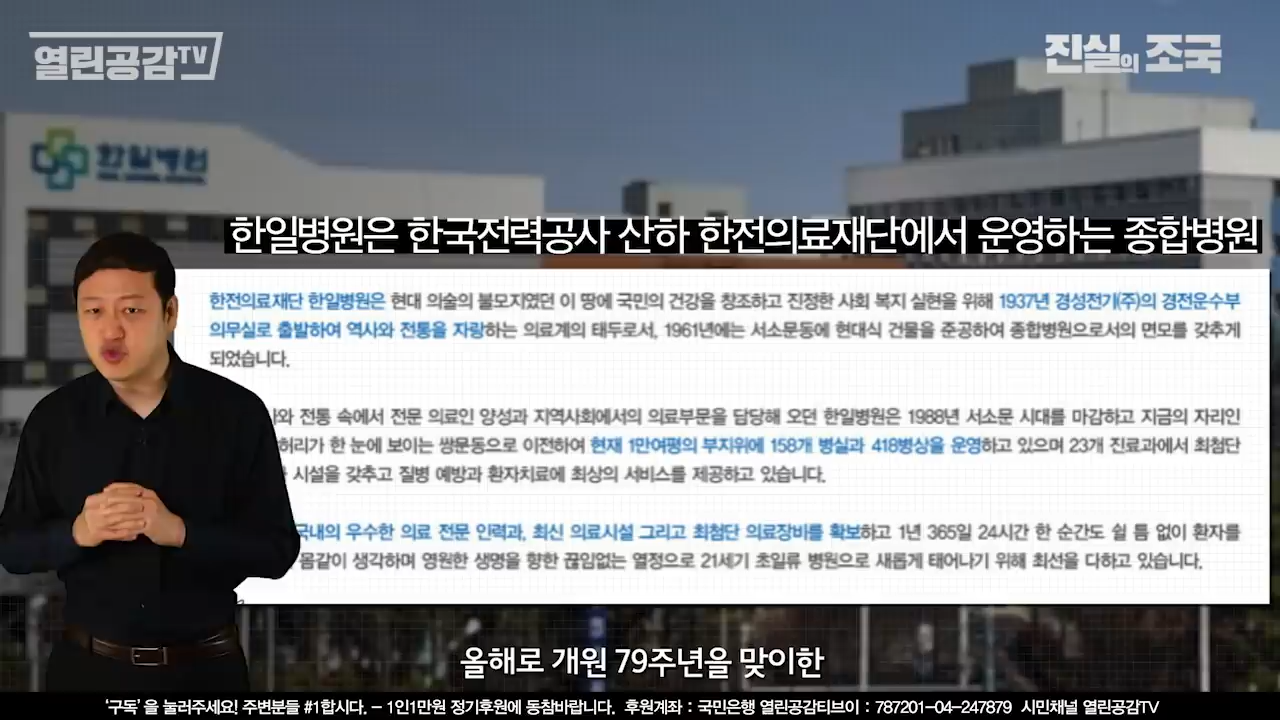 열린공감TV
진실의 조국
한일병원
한일병원은 한국전력공사 산하 한전의료재단에서 운영하는 종합병원
한전의료재단 한일병원은 현대 의술의 불모지였던 이 땅에 국민의 건강을 창조하고 진정한 사회 복지 실현을 위해 1937년 경성전기(주)의 경전운수부
의무실로 출발하여 역사와 전통을 자랑하는 의료계의 태두로서, 1961년에는 서소문동에 현대식 건물을 준공하여 종합병원으로서의 면모를 갖추게
되었습니다.
와 전통 속에서 전문 의료인 양성과 지역사회에서의 의료부문을 담당해 오던 한일병원은 1988년 서소문 시대를 마감하고 지금의 자리인
허리가 한 눈에 보이는 쌍문동으로 이전하여 현재 1만여평의 부지위에 158개 병실과 418병상을 운영하고 있으며 23개 진료과에서 최첨단
시설을 갖추고 질병 예방과 환자치료에 최상의 서비스를 제공하고 있습니다.
국내의 우수한 의료 전문 인력과, 최신 의료시설 그리고 최첨단 의료장비를 확보하고 1년 365일 24시간 한 순간도 쉴 틈 없이 환자를
몸같이 생각하며 영원한 생명을 향한 끊임없는 열정으로 21세기 초일류 병원으로 새롭게 태어나기 위해 최선을 다하고 있습니다.
올해로 개원 79주년을 맞이한
'구독'을 눌러주세요! 주변분들 #1합시다. – 1인1만원 정기후원에 동참바랍니다. 후원계좌 : 국민은행 열린공감티브이 : 787201-04-247879 시민채널 열린공감TV